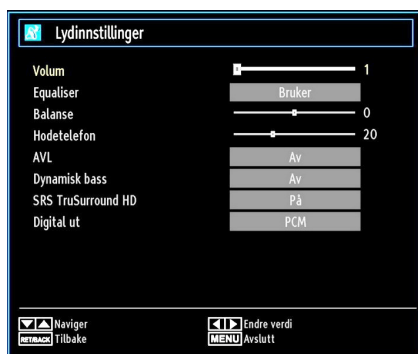 Lydinnstillinger
Volum 1
Equaliser Bruker
Balanse 0
Hodetelefon 20
AVL Av
Dynamisk bass Av
SRS TruSurround HD På
Digital ut PCM
Naviger Endre verdi
RET/BACK Tilbake MENU Avslutt